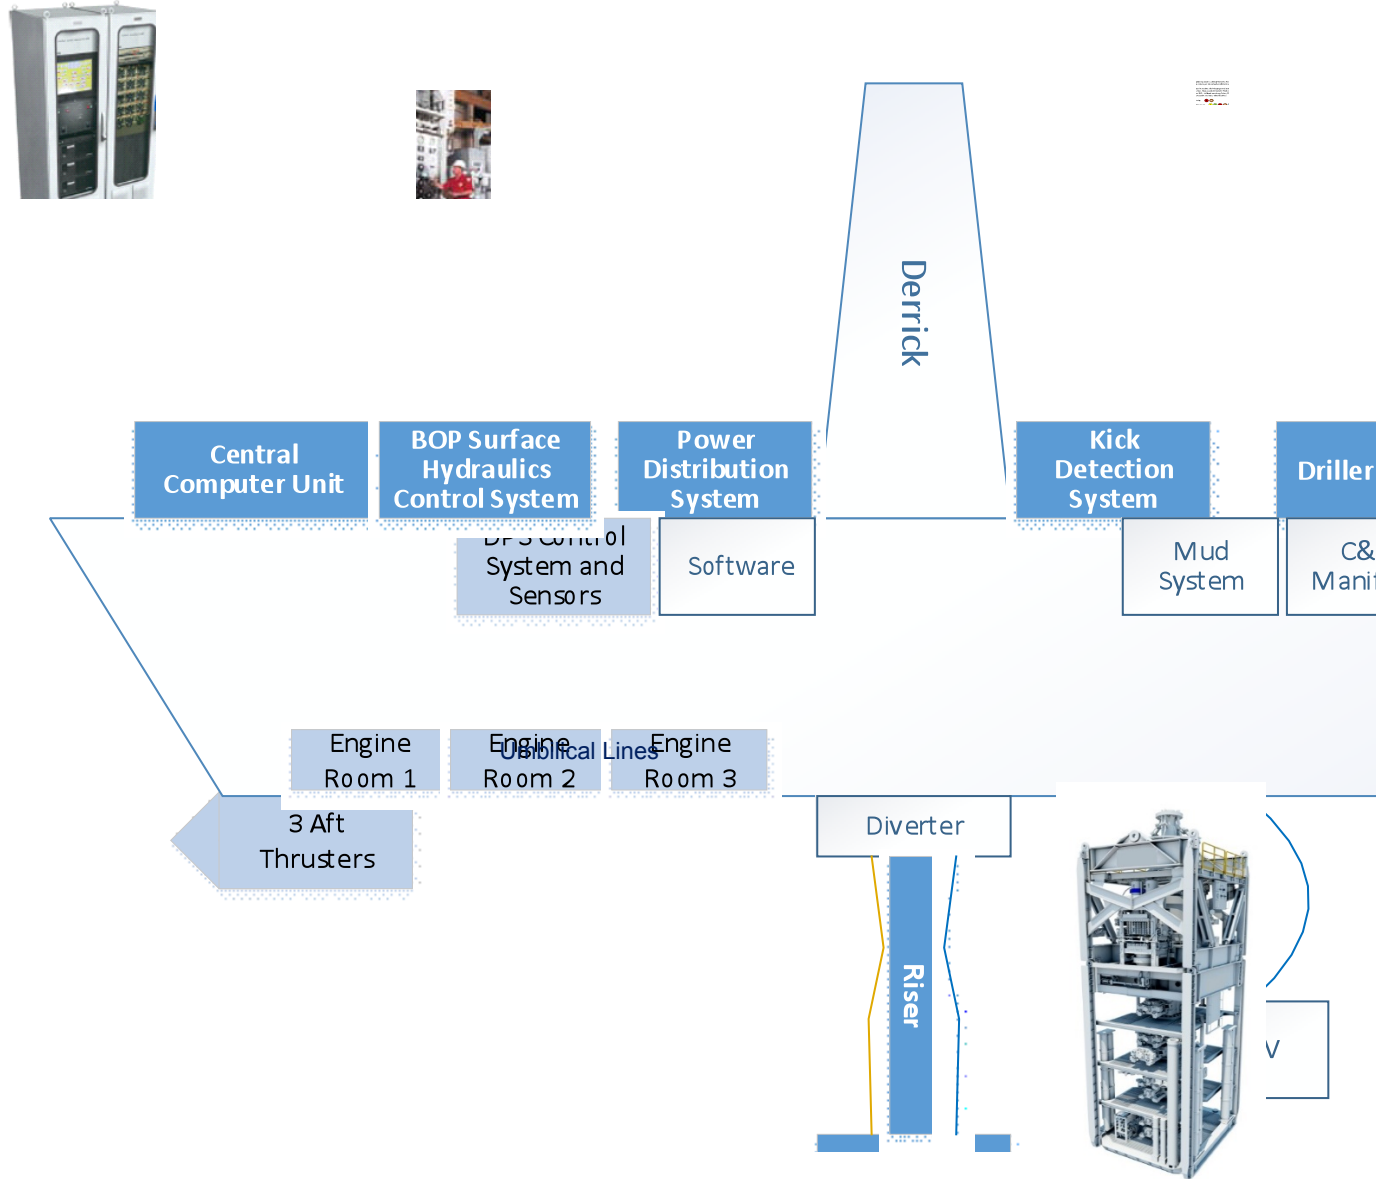 Derrick
Central
Computer Unit
BOP Surface
Hydraulics
Control System
Power
Distribution
System
Kick
Detection
System
Driller
System and
Sensors
Software
Mud
System
C&
Engine
Room 1
Engine
Room 2
Engine
Room 3
Umbilical Lines
3 Aft
Thrusters
Diverter
Riser
V